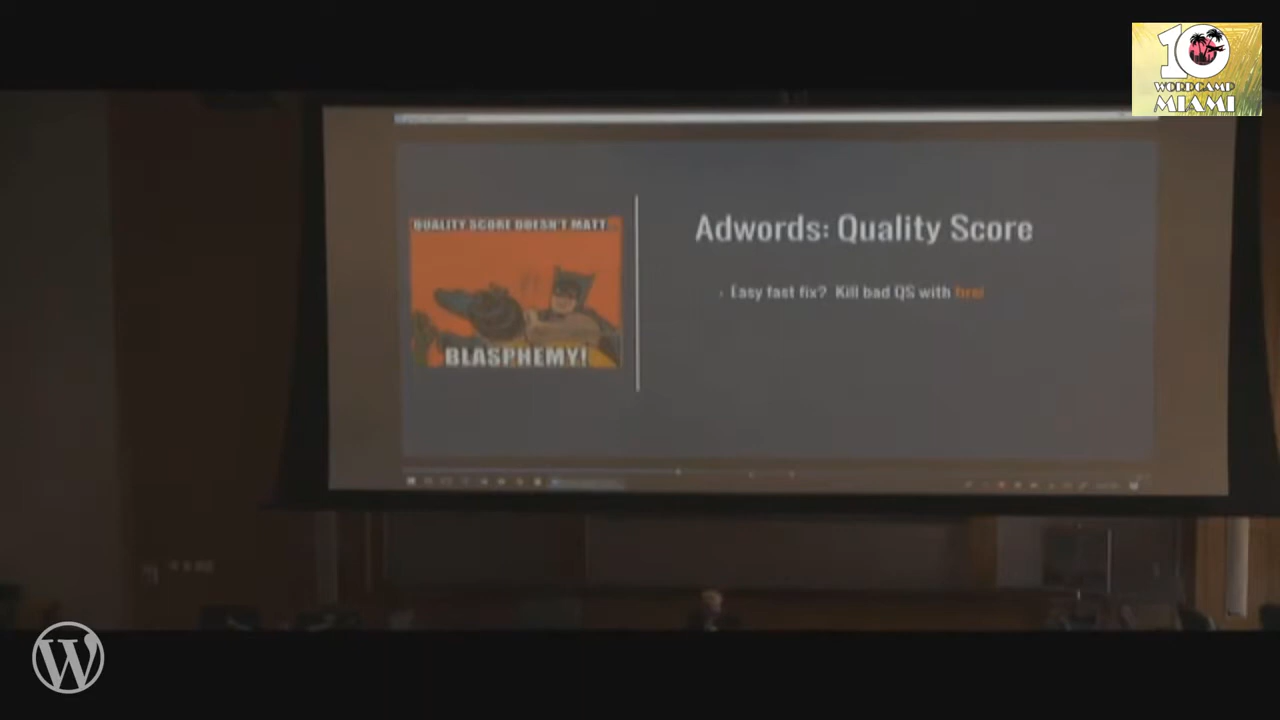 10
WORDCAMP
MIAMI
QUALITY SCORE DOESN'T MATT
BLASPHEMY!
Adwords: Quality Score
Easy fast fix? Kill bad QS with fire!